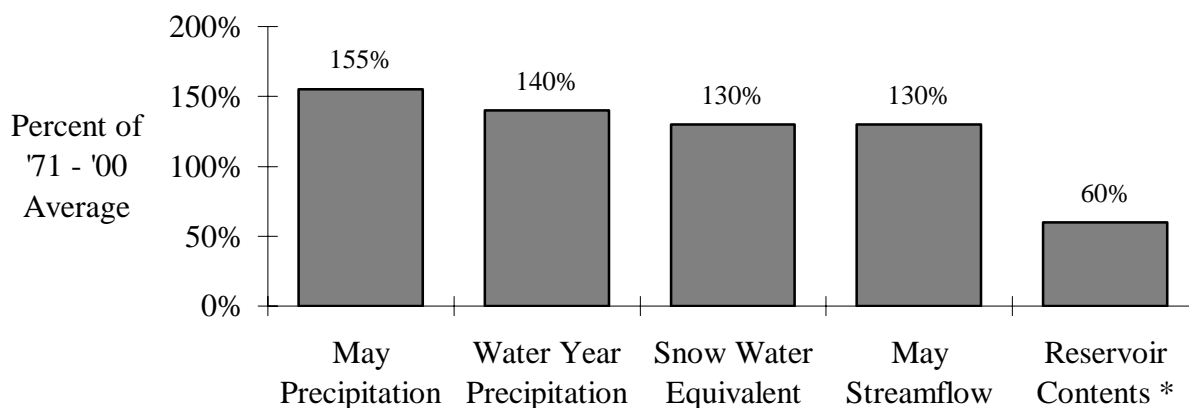 200%
150%
100%
50%
0%
Percent of
'71 - '00
Average
155%
140%
130%
130%
60%
May
Precipitation
Water Year
Precipitation
Snow Water
Equivalent
May
Streamflow
Reservoir
Contents *